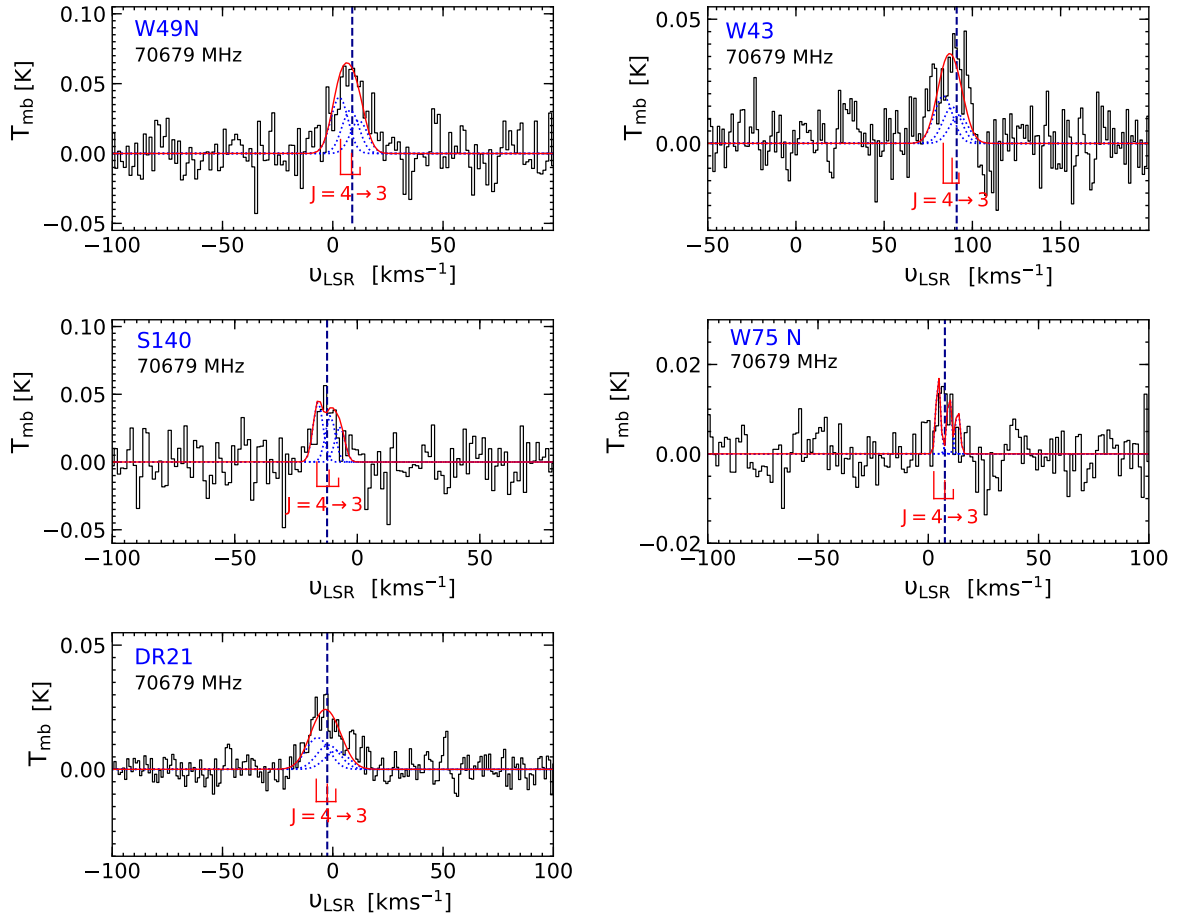 W49N
70679 MHz
0.10
0.05
0.00
−0.05
T_mb [K]
J = 4 → 3
−100 −50 0 50
υ_LSR [kms⁻¹]
W43
70679 MHz
0.05
0.00
T_mb [K]
J = 4 → 3
−50 0 50 100 150
υ_LSR [kms⁻¹]
S140
70679 MHz
0.10
0.05
0.00
−0.05
T_mb [K]
J = 4 → 3
−100 −50 0 50
υ_LSR [kms⁻¹]
W75 N
70679 MHz
0.02
0.00
−0.02
T_mb [K]
J = 4 → 3
−100 −50 0 50 100
υ_LSR [kms⁻¹]
DR21
70679 MHz
0.05
0.00
T_mb [K]
J = 4 → 3
−100 −50 0 50 100
υ_LSR [kms⁻¹]